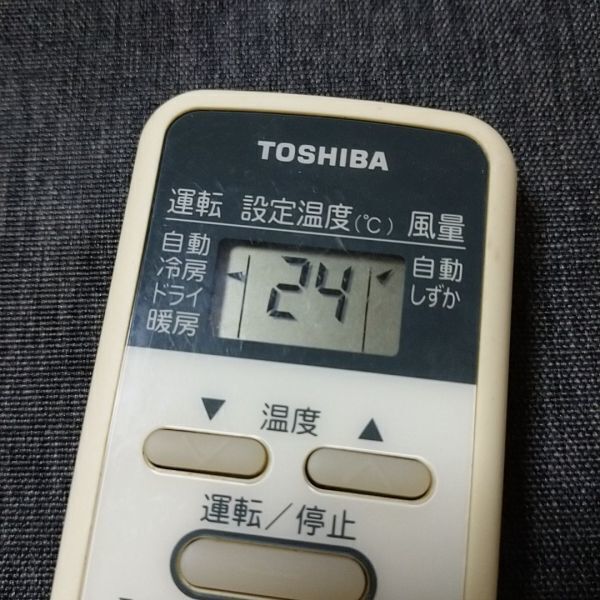 TOSHIBA
運転 設定温度(℃) 風量
自動
冷房
ドライ
暖房
24
自動
しずか
▼ 温度 ▲
運転/停止